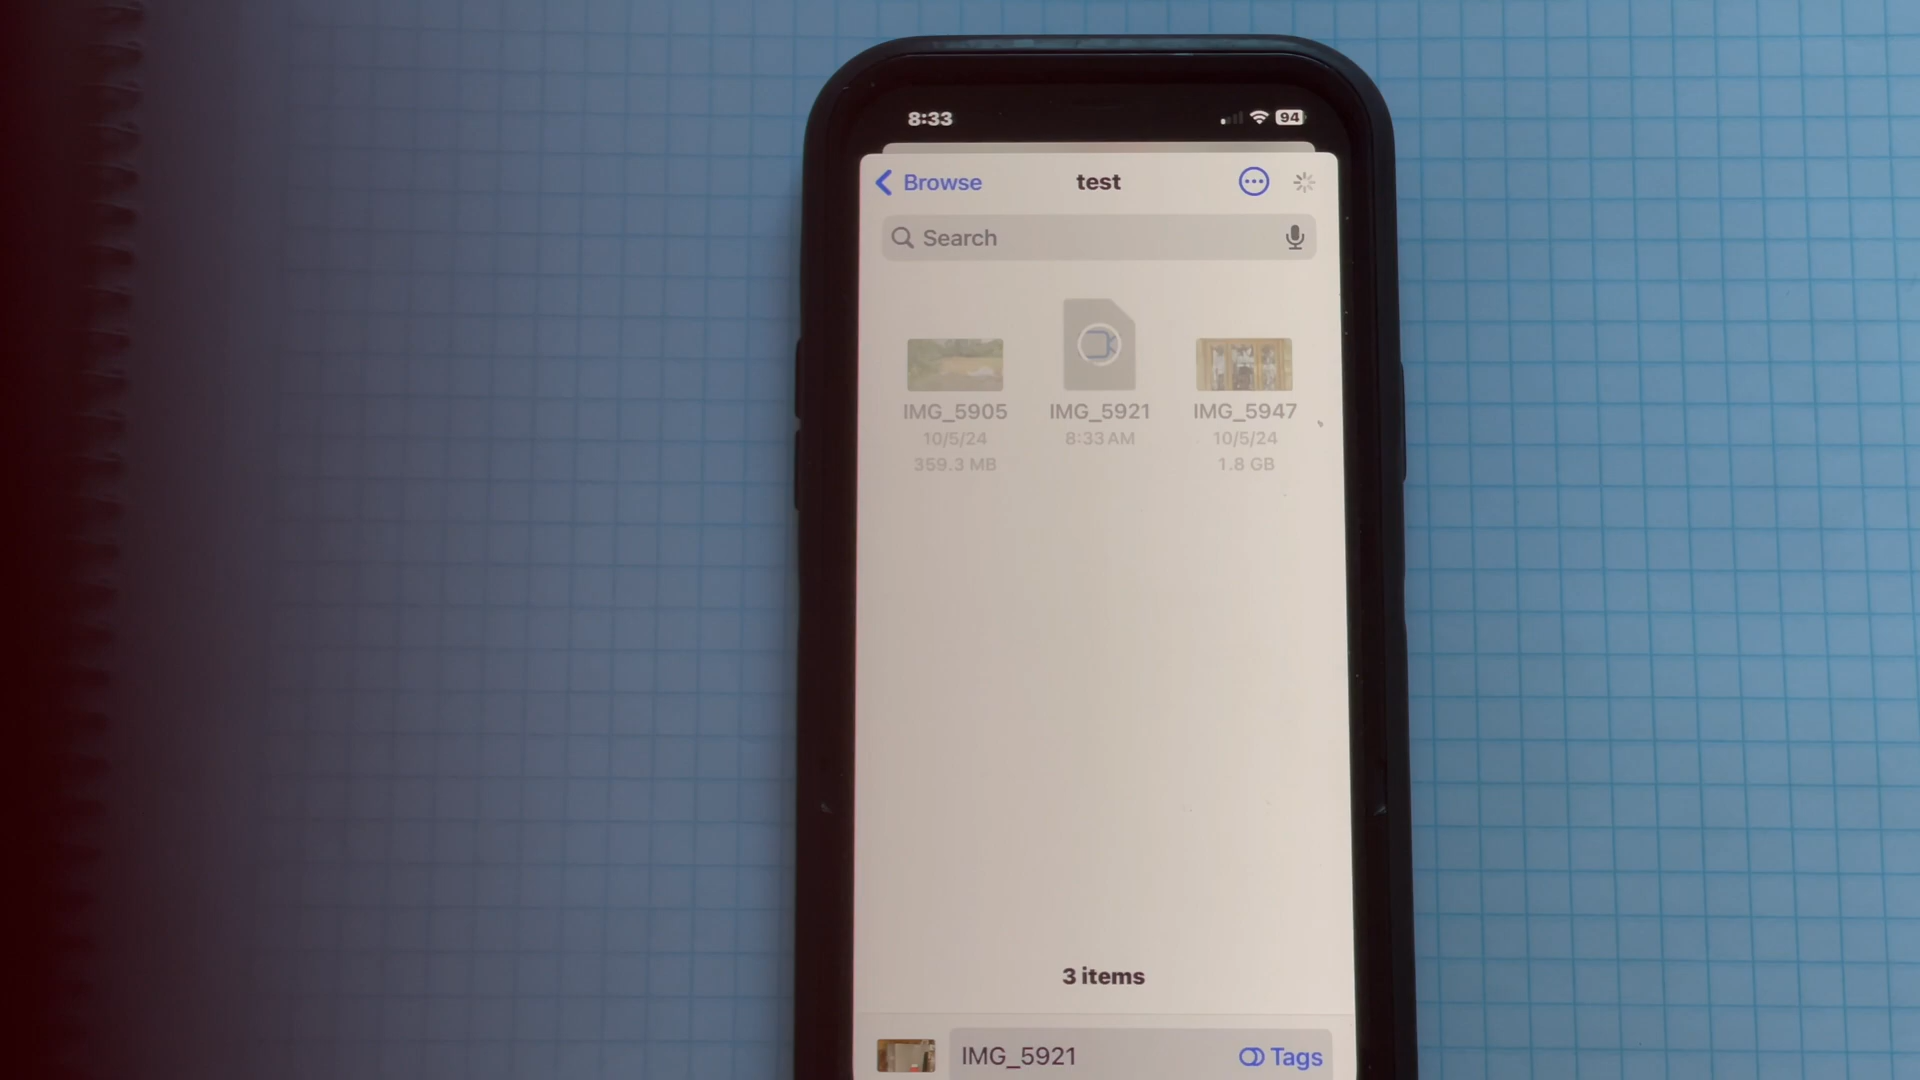 8:33
94
Browse
test
Search
IMG_5905
IMG_5921
IMG_5947
10/5/24
8:33 AM
10/5/24
359.3 MB
1.8 GB
3 items
IMG_5921
Tags